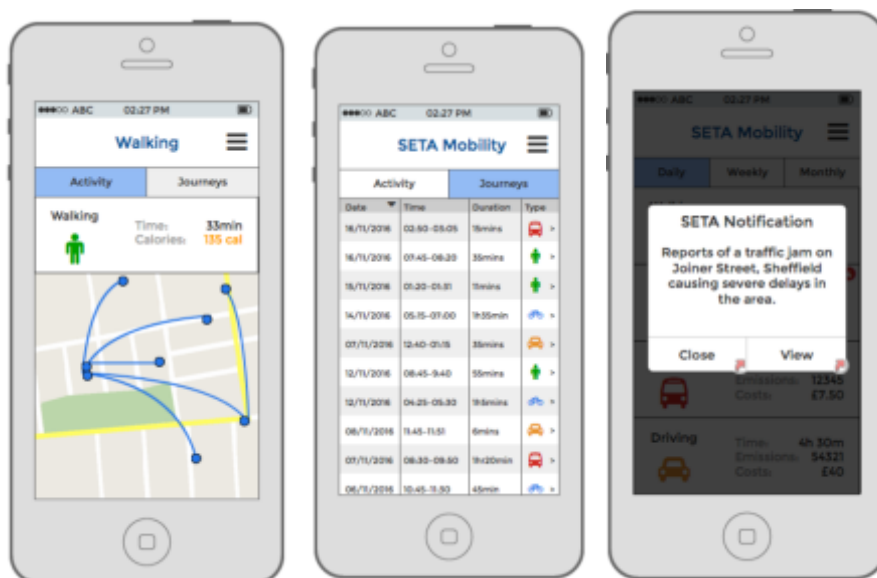 ABC 02:27 PM
Walking
Activity Journeys
Walking
Time: 33min
Calories: 135 cal
ABC 02:27 PM
SETA Mobility
Activity Journeys
Date Time Duration Type
16/11/2016 02:50-05:05 15mins >
16/11/2016 07:45-08:20 35mins >
15/11/2016 01:20-01:31 11mins >
14/11/2016 05:15-07:00 1h35min >
07/11/2016 12:40-01:15 35mins >
12/11/2016 08:45-9:40 55mins >
12/11/2016 04:25-05:30 1h5mins >
08/11/2016 11:45-11:51 6mins >
07/11/2016 08:30-09:50 1hr20min >
06/11/2016 10:45-11:30 45min >
ABC 02:27 PM
SETA Mobility
Daily Weekly Monthly
SETA Notification
Reports of a traffic jam on
Joiner Street, Sheffield
causing severe delays in
the area.
Close View
Emissions: 12345
Costs: £7.50
Driving
Time: 4h 30m
Emissions: 54321
Costs: £40